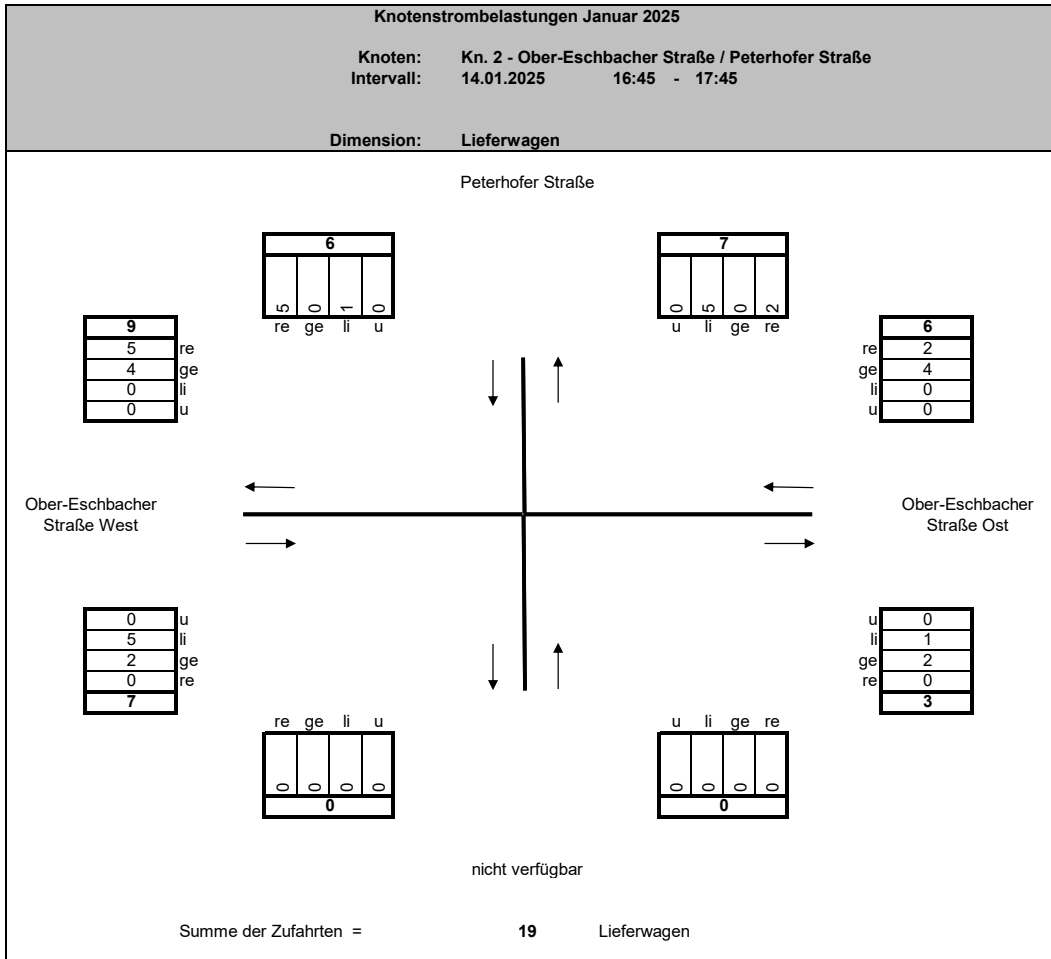 Knotenstrombelastungen Januar 2025
Knoten: Kn. 2 - Ober-Eschbacher Straße / Peterhofer Straße
Intervall: 14.01.2025 16:45 - 17:45
Dimension: Lieferwagen
Peterhofer Straße
6
5 0 1 0
re ge li u
7
0 5 0 2
u li ge re
9
5 re
4 ge
0 li
0 u
6
re 2
ge 4
li 0
u 0
Ober-Eschbacher
Straße West
Ober-Eschbacher
Straße Ost
0 u
5 li
2 ge
0 re
7
u 0
li 1
ge 2
re 0
3
re ge li u
0 0 0 0
0
u li ge re
0 0 0 0
0
nicht verfügbar
Summe der Zufahrten = 19 Lieferwagen